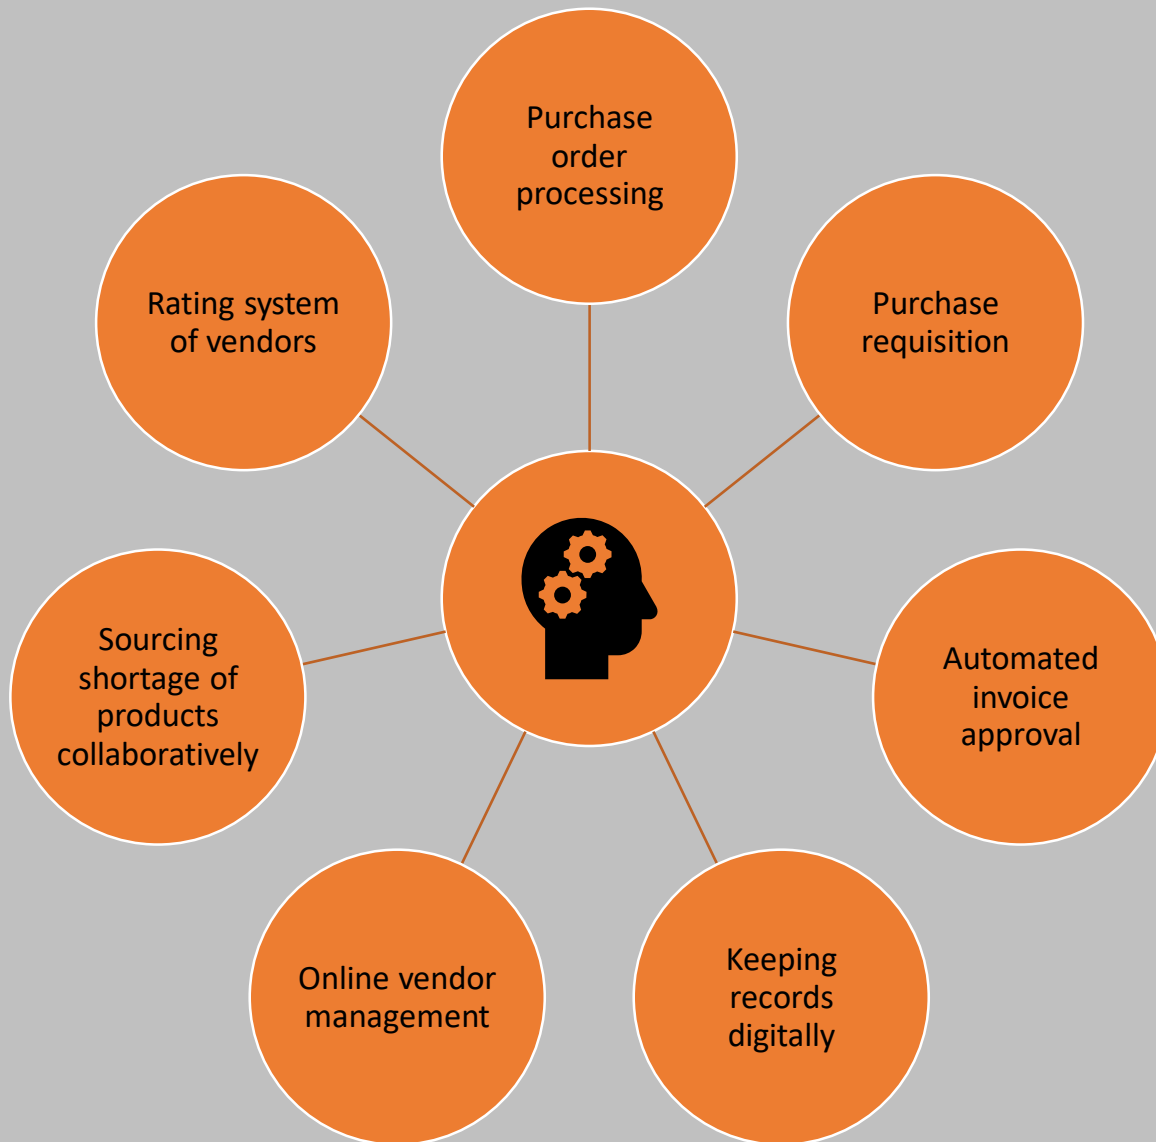 Purchase
order
processing
Purchase
requisition
Automated
invoice
approval
Keeping
records
digitally
Online vendor
management
Sourcing
shortage of
products
collaboratively
Rating system
of vendors